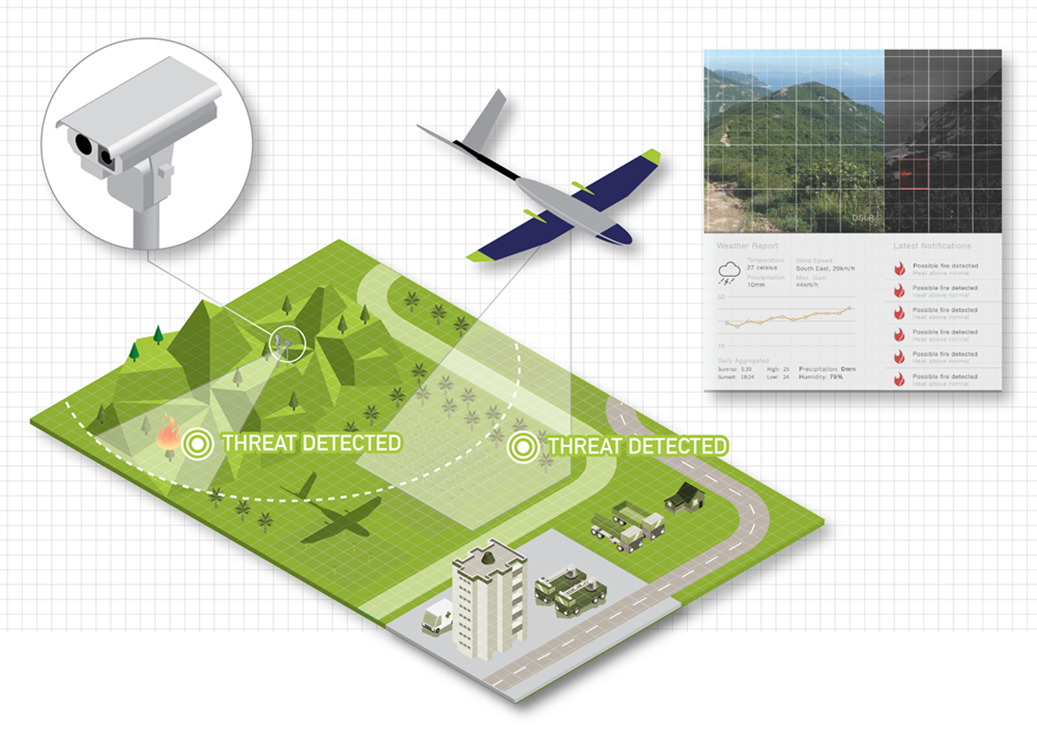 THREAT DETECTED
THREAT DETECTED
DSLR
Weather Report
Temperature
27 celsius
Precipitation
10mm
Wind Speed
South East, 29km/h
Max. Gust
44km/h
30
10
Daily Aggregated
Sunrise: 5:30
High: 25
Precipitation: 0mm
Sunset: 18:24
Low: 24
Humidity: 79%
Latest Notifications
Possible fire detected
Heat above normal
Possible fire detected
Heat above normal
Possible fire detected
Heat above normal
Possible fire detected
Heat above normal
Possible fire detected
Heat above normal
Possible fire detected
Heat above normal